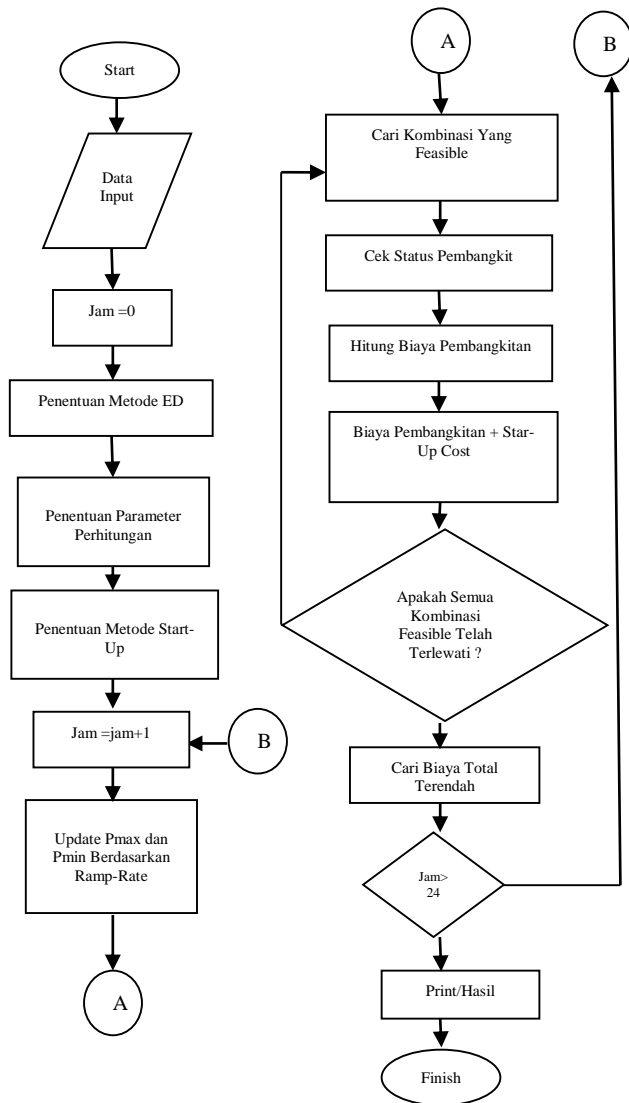 Start
Data
Input
Jam =0
Penentuan Metode ED
Penentuan Parameter
Perhitungan
Penentuan Metode Start-
Up
Jam =jam+1
B
Update Pmax dan
Pmin Berdasarkan
Ramp-Rate
A
A
B
Cari Kombinasi Yang
Feasible
Cek Status Pembangkit
Hitung Biaya Pembangkitan
Biaya Pembangkitan + Star-
Up Cost
Apakah Semua
Kombinasi
Feasible Telah
Terlewati ?
Cari Biaya Total
Terendah
Jam>
24
Print/Hasil
Finish